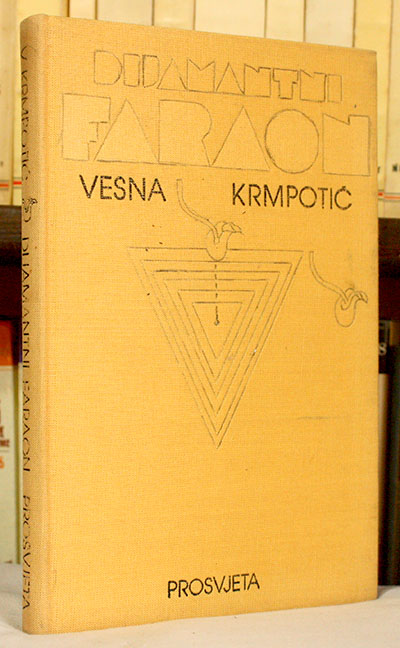 DIJAMANTNI
FARAON
VESNA KRMPOTIĆ
PROSVJETA
V. KRMPOTIĆ DIJAMANTNI FARAON PROSVJETA